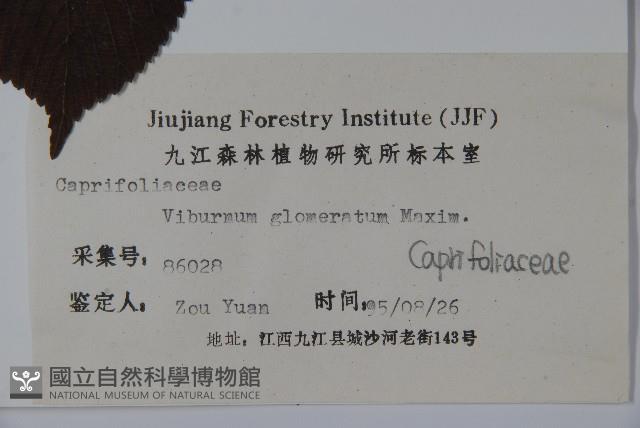 Jiujiang Forestry Institute (JJF)
九江森林植物研究所标本室
Caprifoliaceae
Viburnum glomeratum Maxim.
采集号: 86028
Caprifoliaceae
鉴定人: Zou Yuan 时间: 95/08/26
地址: 江西九江县城沙河老街143号
國立自然科學博物館
NATIONAL MUSEUM OF NATURAL SCIENCE